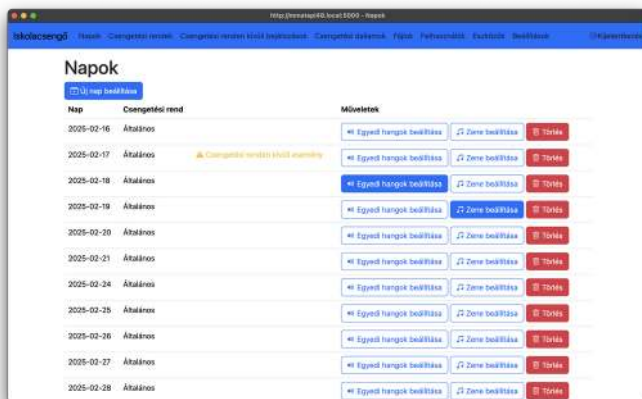 http://immulapi40.local:5000 - Napok
Iskolacsengő Napok Csengetési rendek Csengetési renden kívüli bejátszások Csengetési dallamok Fájlok Felhasználók Eszközök Beállítások Kijelentkezés
Napok
Új nap beállítása
Nap Csengetési rend Műveletek
2025-02-16 Általános Egyedi hangok beállítása Zene beállítása Törlés
2025-02-17 Általános Csengetési renden kívüli esemény Egyedi hangok beállítása Zene beállítása Törlés
2025-02-18 Általános Egyedi hangok beállítása Zene beállítása Törlés
2025-02-19 Általános Egyedi hangok beállítása Zene beállítása Törlés
2025-02-20 Általános Egyedi hangok beállítása Zene beállítása Törlés
2025-02-21 Általános Egyedi hangok beállítása Zene beállítása Törlés
2025-02-24 Általános Egyedi hangok beállítása Zene beállítása Törlés
2025-02-25 Általános Egyedi hangok beállítása Zene beállítása Törlés
2025-02-26 Általános Egyedi hangok beállítása Zene beállítása Törlés
2025-02-27 Általános Egyedi hangok beállítása Zene beállítása Törlés
2025-02-28 Általános Egyedi hangok beállítása Zene beállítása Törlés